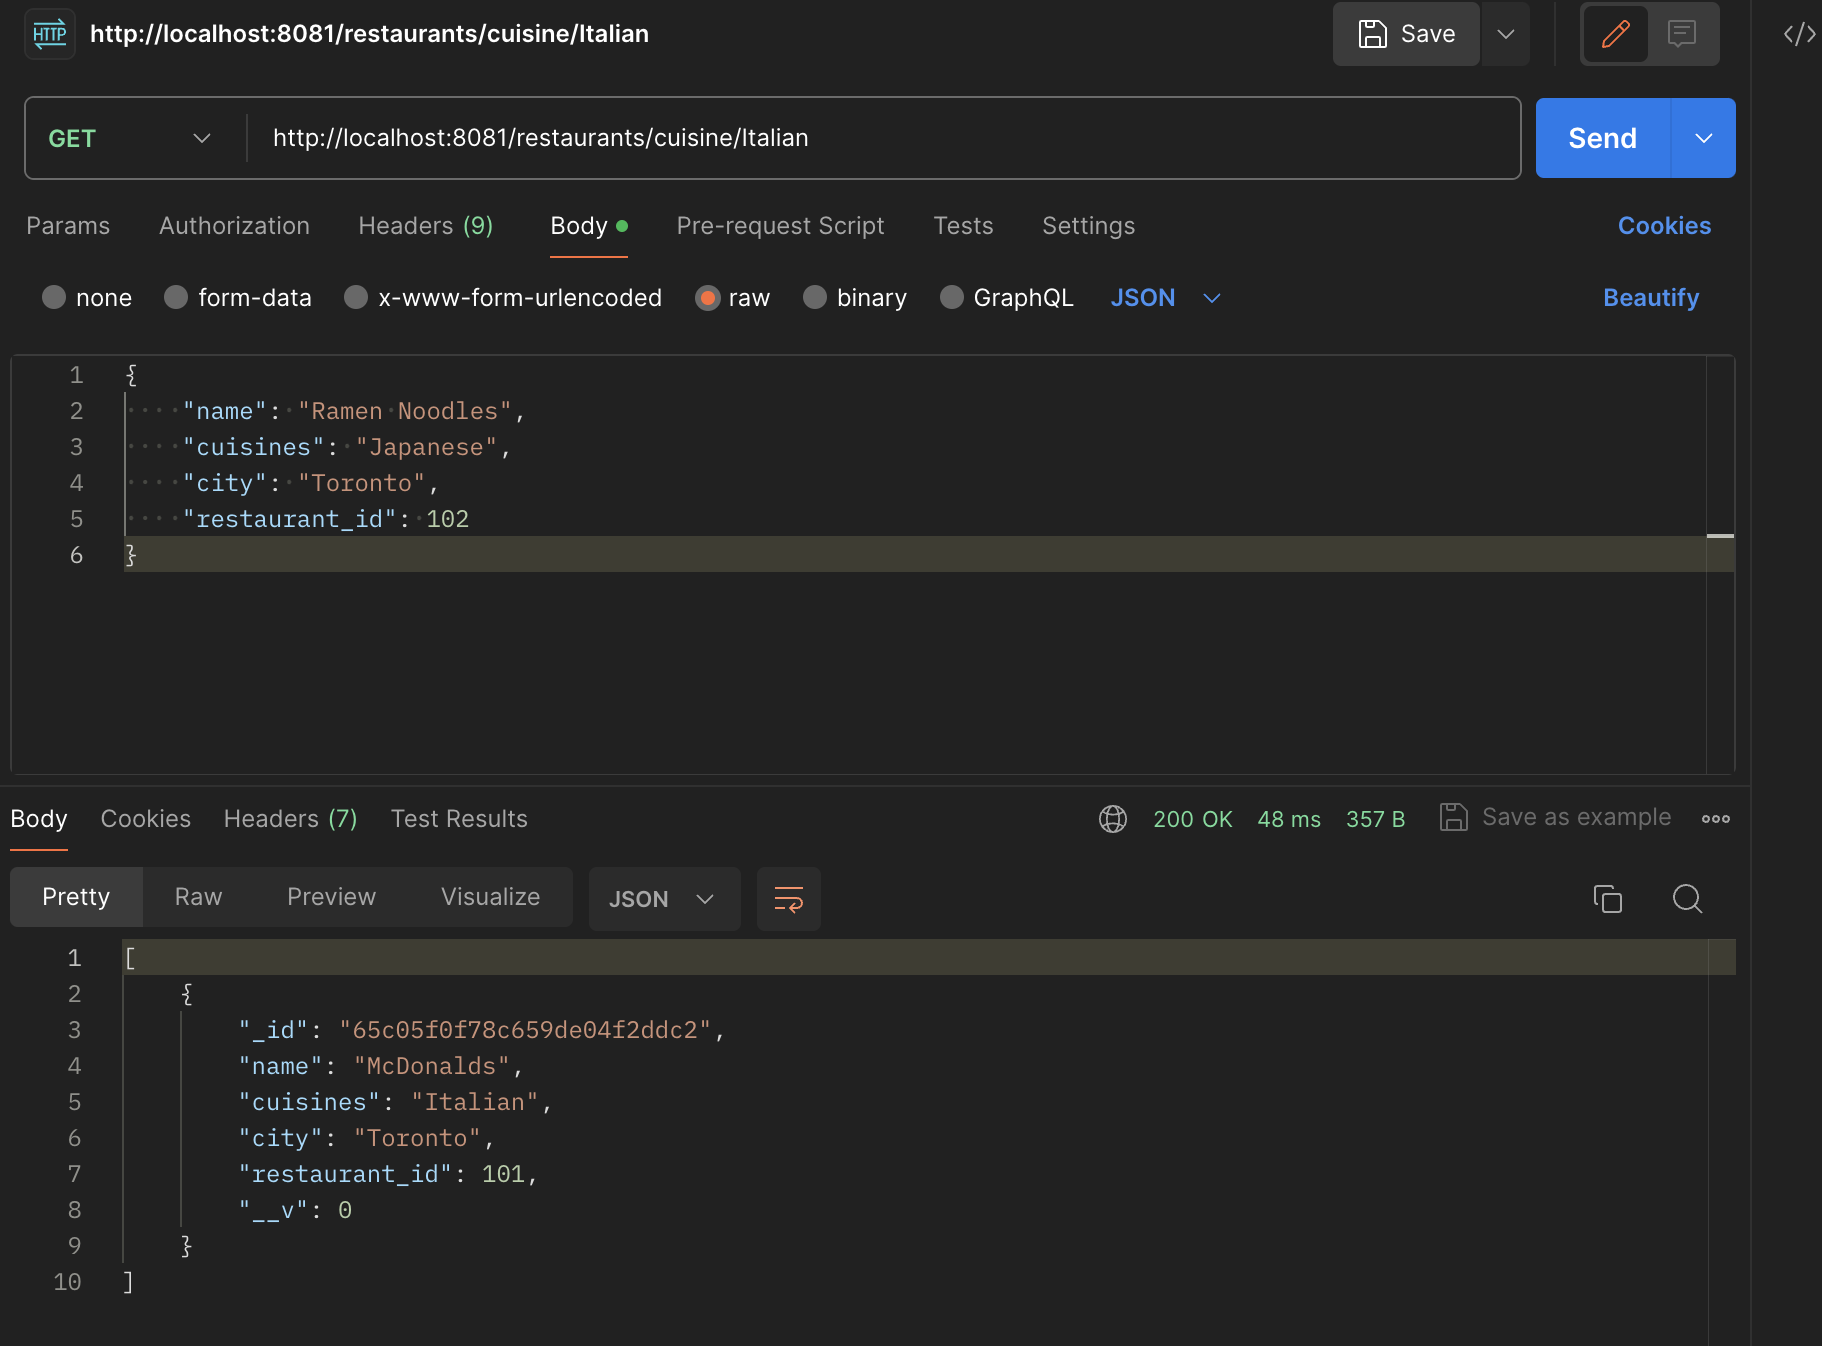 HTTP http://localhost:8081/restaurants/cuisine/Italian Save
GET http://localhost:8081/restaurants/cuisine/Italian Send
Params Authorization Headers (9) Body Pre-request Script Tests Settings Cookies
none form-data x-www-form-urlencoded raw binary GraphQL JSON Beautify
1 {
2 "name": "Ramen Noodles",
3 "cuisines": "Japanese",
4 "city": "Toronto",
5 "restaurant_id": 102
6 }
Body Cookies Headers (7) Test Results 200 OK 48 ms 357 B Save as example
Pretty Raw Preview Visualize JSON
1 [
2 {
3 "_id": "65c05f0f78c659de04f2ddc2",
4 "name": "McDonalds",
5 "cuisines": "Italian",
6 "city": "Toronto",
7 "restaurant_id": 101,
8 "__v": 0
9 }
10 ]